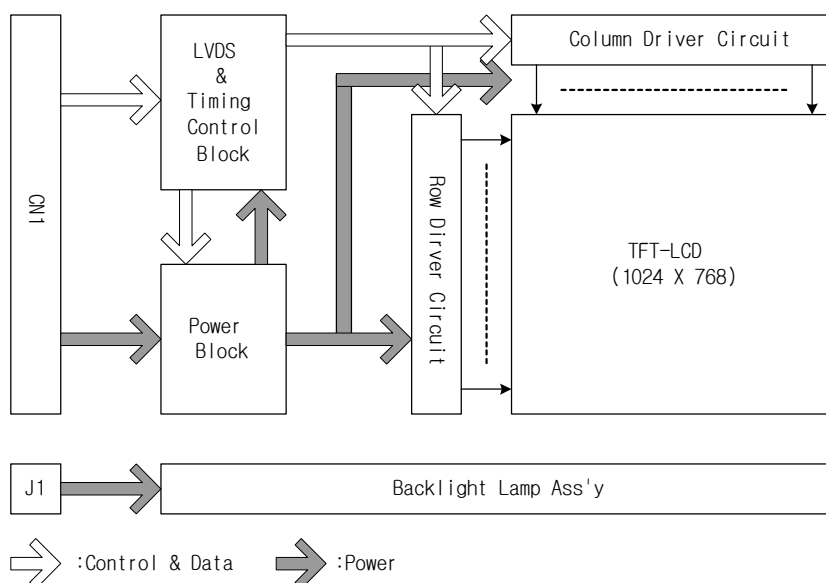 CN1
LVDS
&
Timing
Control
Block
Power
Block
Column Driver Circuit
Row Dirver Circuit
TFT-LCD
(1024 X 768)
J1
Backlight Lamp Ass'y
:Control & Data
:Power